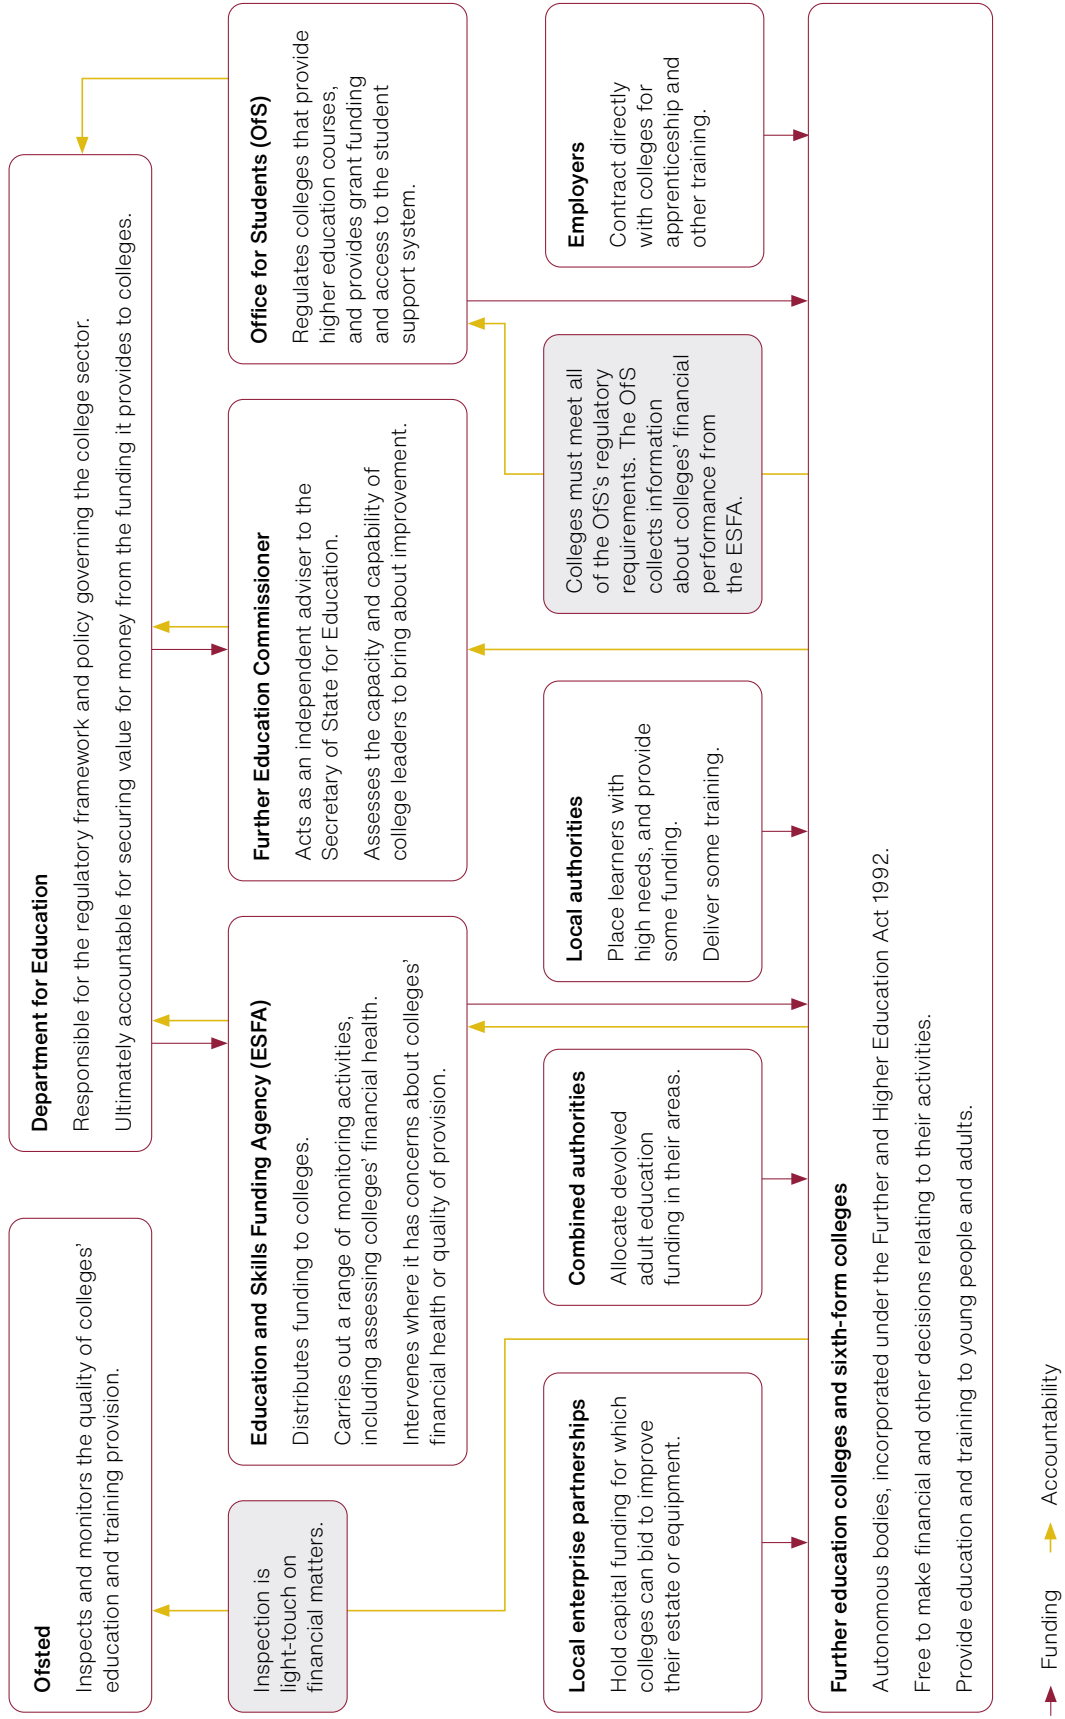 Ofsted
Inspects and monitors the quality of colleges’
education and training provision.
Department for Education
Responsible for the regulatory framework and policy governing the college sector.
Ultimately accountable for securing value for money from the funding it provides to colleges.
Inspection is
light-touch on
financial matters.
Education and Skills Funding Agency (ESFA)
Distributes funding to colleges.
Carries out a range of monitoring activities,
including assessing colleges’ financial health.
Intervenes where it has concerns about colleges’
financial health or quality of provision.
Further Education Commissioner
Acts as an independent adviser to the
Secretary of State for Education.
Assesses the capacity and capability of
college leaders to bring about improvement.
Office for Students (OfS)
Regulates colleges that provide
higher education courses,
and provides grant funding
and access to the student
support system.
Local enterprise partnerships
Hold capital funding for which
colleges can bid to improve
their estate or equipment.
Combined authorities
Allocate devolved
adult education
funding in their areas.
Local authorities
Place learners with
high needs, and provide
some funding.
Deliver some training.
Colleges must meet all
of the OfS’s regulatory
requirements. The OfS
collects information
about colleges’ financial
performance from
the ESFA.
Employers
Contract directly
with colleges for
apprenticeship and
other training.
Further education colleges and sixth-form colleges
Autonomous bodies, incorporated under the Further and Higher Education Act 1992.
Free to make financial and other decisions relating to their activities.
Provide education and training to young people and adults.
Funding
Accountability